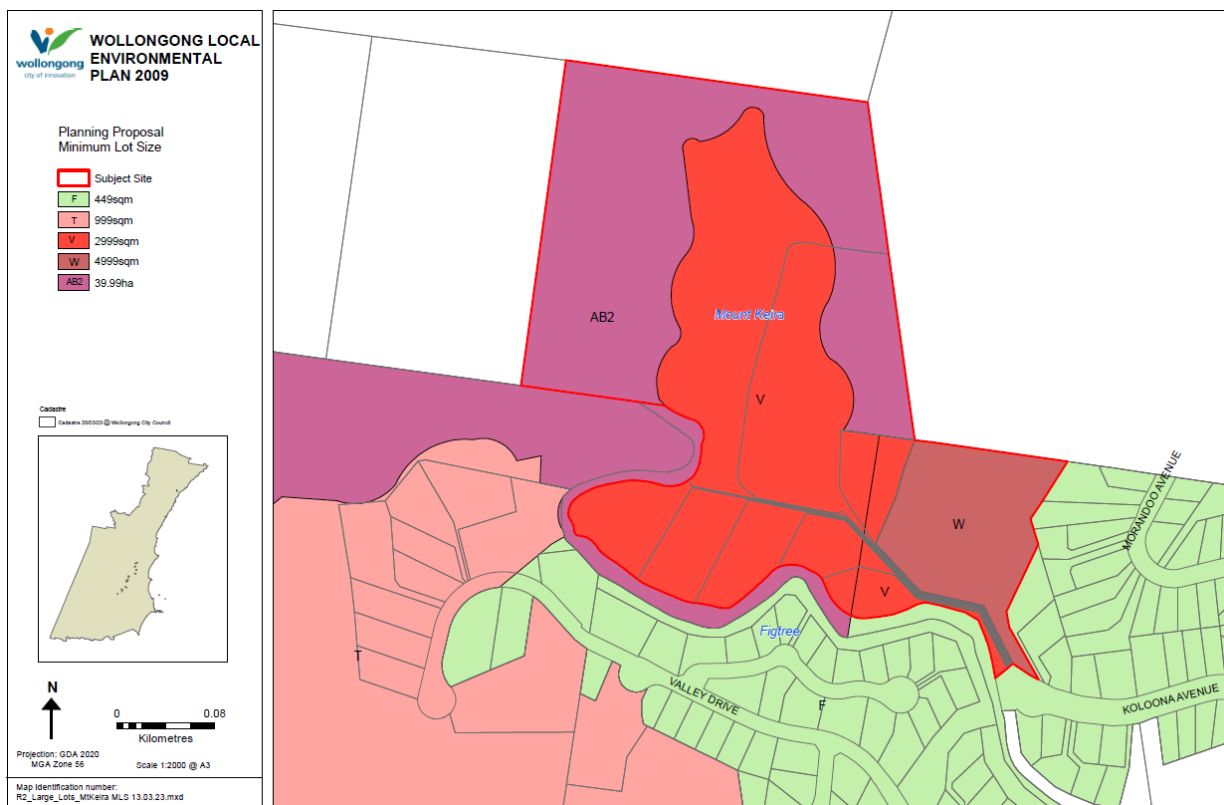 wollongong
city of innovation
WOLLONGONG LOCAL
ENVIRONMENTAL
PLAN 2009
Planning Proposal
Minimum Lot Size
Subject Site
F 449sqm
T 999sqm
V 2999sqm
W 4999sqm
AB2 39.99ha
Cadastre
Cadastre 20/03/23 @ Wollongong City Council
N
0 0.08
Kilometres
Projection: GDA 2020
MGA Zone 56
Scale 1:2000 @ A3
Map Identification number:
R2_Large_Lots_MtKeira MLS 13.03.23.mxd
AB2
Mount Keira
V
W
MORANDOO AVENUE
V
Figtree
T
VALLEY DRIVE
F
KOLOONA AVENUE